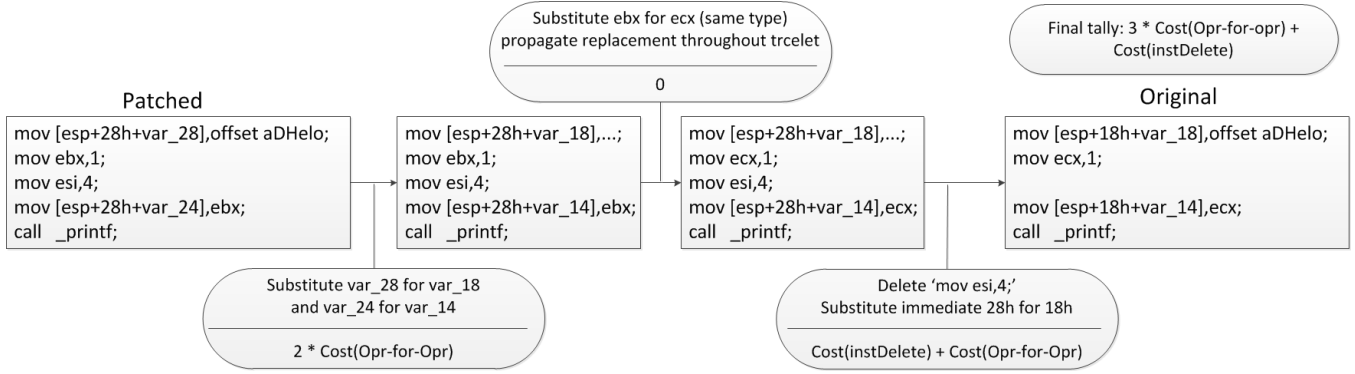 Substitute ebx for ecx (same type)
propagate replacement throughout trcelet
0
Final tally: 3 * Cost(Opr-for-opr) +
Cost(instDelete)
Patched
mov [esp+28h+var_28],offset aDHelo;
mov ebx,1;
mov esi,4;
mov [esp+28h+var_24],ebx;
call _printf;
mov [esp+28h+var_18],...;
mov ebx,1;
mov esi,4;
mov [esp+28h+var_14],ebx;
call _printf;
mov [esp+28h+var_18],...;
mov ecx,1;
mov esi,4;
mov [esp+28h+var_14],ecx;
call _printf;
Original
mov [esp+18h+var_18],offset aDHelo;
mov ecx,1;
mov [esp+18h+var_14],ecx;
call _printf;
Substitute var_28 for var_18
and var_24 for var_14
2 * Cost(Opr-for-Opr)
Delete ‘mov esi,4;’
Substitute immediate 28h for 18h
Cost(instDelete) + Cost(Opr-for-Opr)